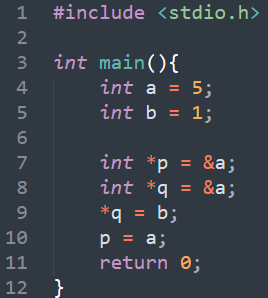 1 #include <stdio.h>
2
3 int main(){
4     int a = 5;
5     int b = 1;
6
7     int *p = &a;
8     int *q = &a;
9     *q = b;
10     p = a;
11     return 0;
12 }